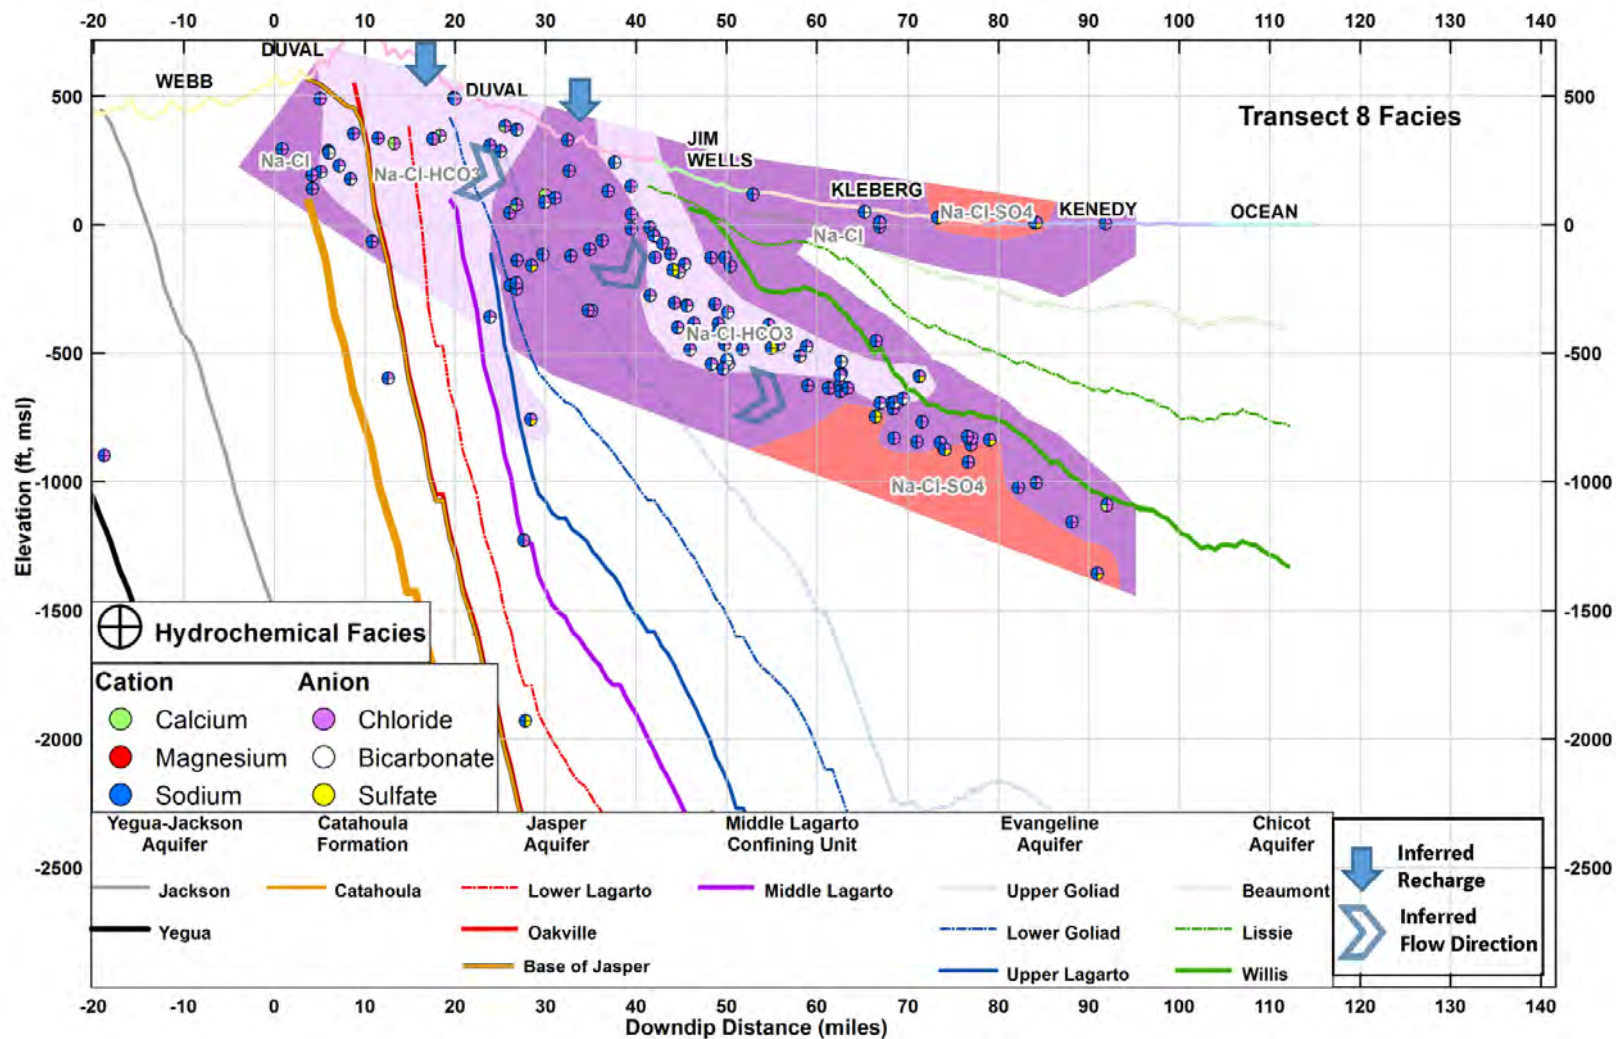 -20 -10 0 10 20 30 40 50 60 70 80 90 100 110 120 130 140
DUVAL
WEBB
DUVAL
500
500
Transect 8 Facies
JIM
WELLS
Na-Cl
Na-Cl-HCO3
KLEBERG
Na-Cl-SO4
KENEDY
OCEAN
0
0
Na-Cl
Na-Cl-HCO3
-500
-500
Na-Cl-SO4
-1000
-1000
Elevation (ft, msl)
-1500
-1500
Hydrochemical Facies
Cation Anion
Calcium Chloride
Magnesium Bicarbonate
Sodium Sulfate
-2000
-2000
Yegua-Jackson Catahoula Jasper Middle Lagarto Evangeline Chicot
Aquifer Formation Aquifer Confining Unit Aquifer Aquifer
-2500
-2500
Jackson Catahoula Lower Lagarto Middle Lagarto Upper Goliad Beaumont
Yegua Oakville Lower Goliad Lissie
Base of Jasper Upper Lagarto Willis
Inferred
Recharge
Inferred
Flow Direction
-20 -10 0 10 20 30 40 50 60 70 80 90 100 110 120 130 140
Downdip Distance (miles)